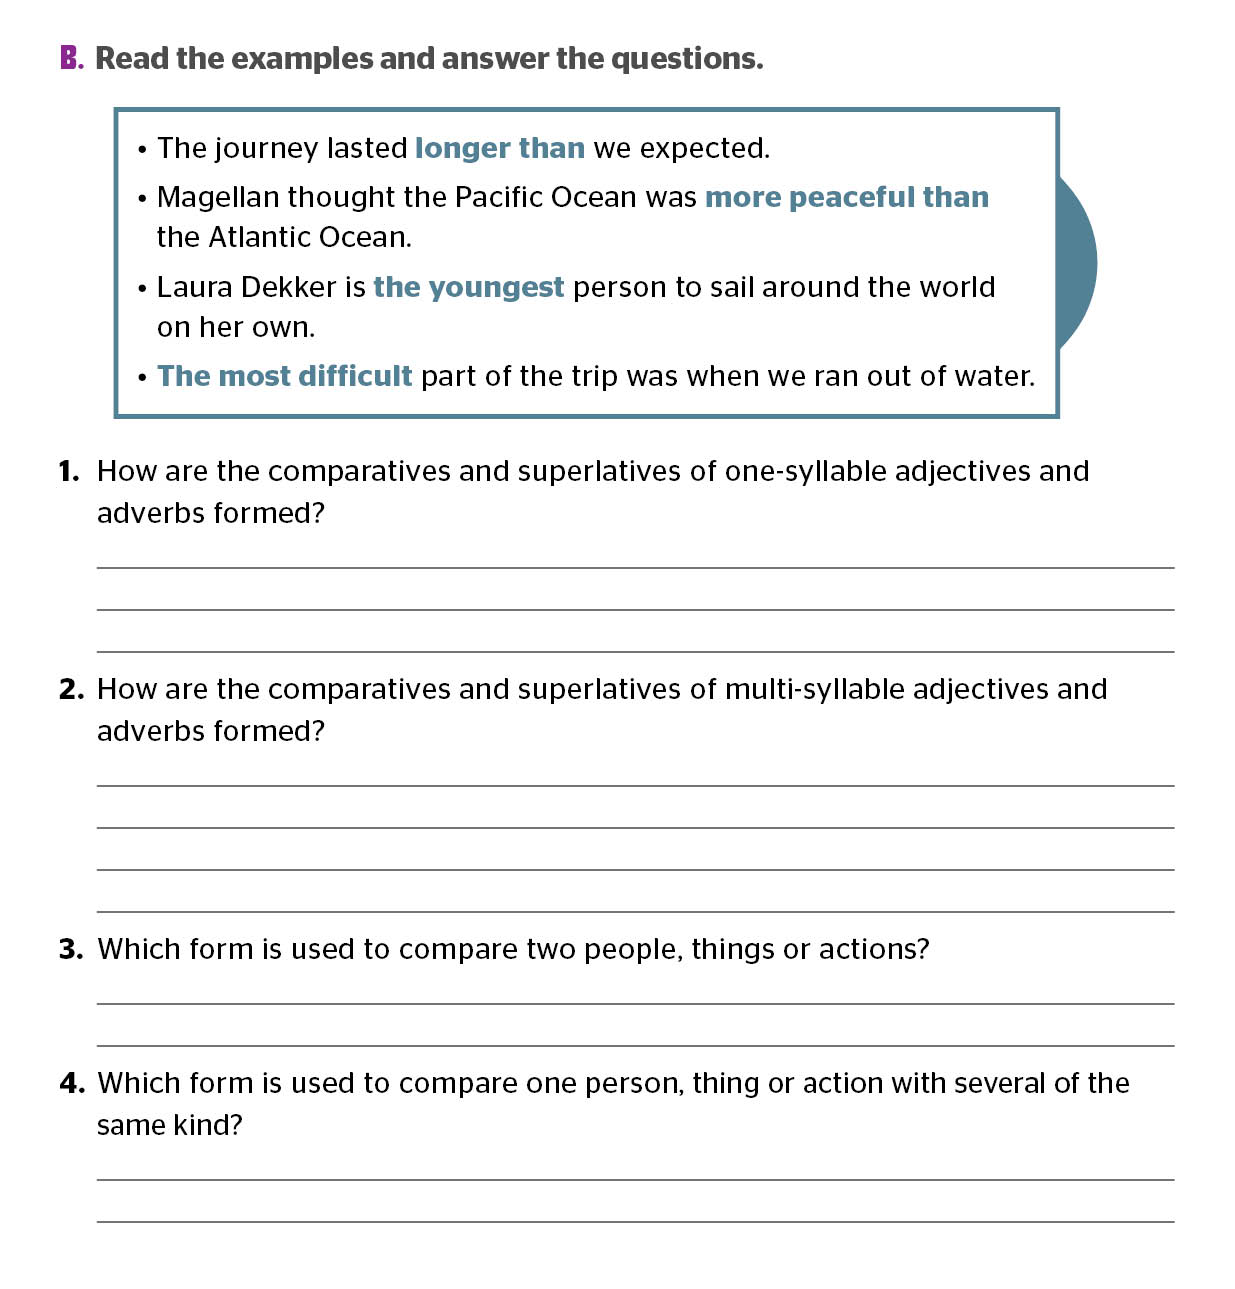 B. Read the examples and answer the questions.
• The journey lasted longer than we expected.
• Magellan thought the Pacific Ocean was more peaceful than
the Atlantic Ocean.
• Laura Dekker is the youngest person to sail around the world
on her own.
• The most difficult part of the trip was when we ran out of water.
1. How are the comparatives and superlatives of one-syllable adjectives and
adverbs formed?
2. How are the comparatives and superlatives of multi-syllable adjectives and
adverbs formed?
3. Which form is used to compare two people, things or actions?
4. Which form is used to compare one person, thing or action with several of the
same kind?